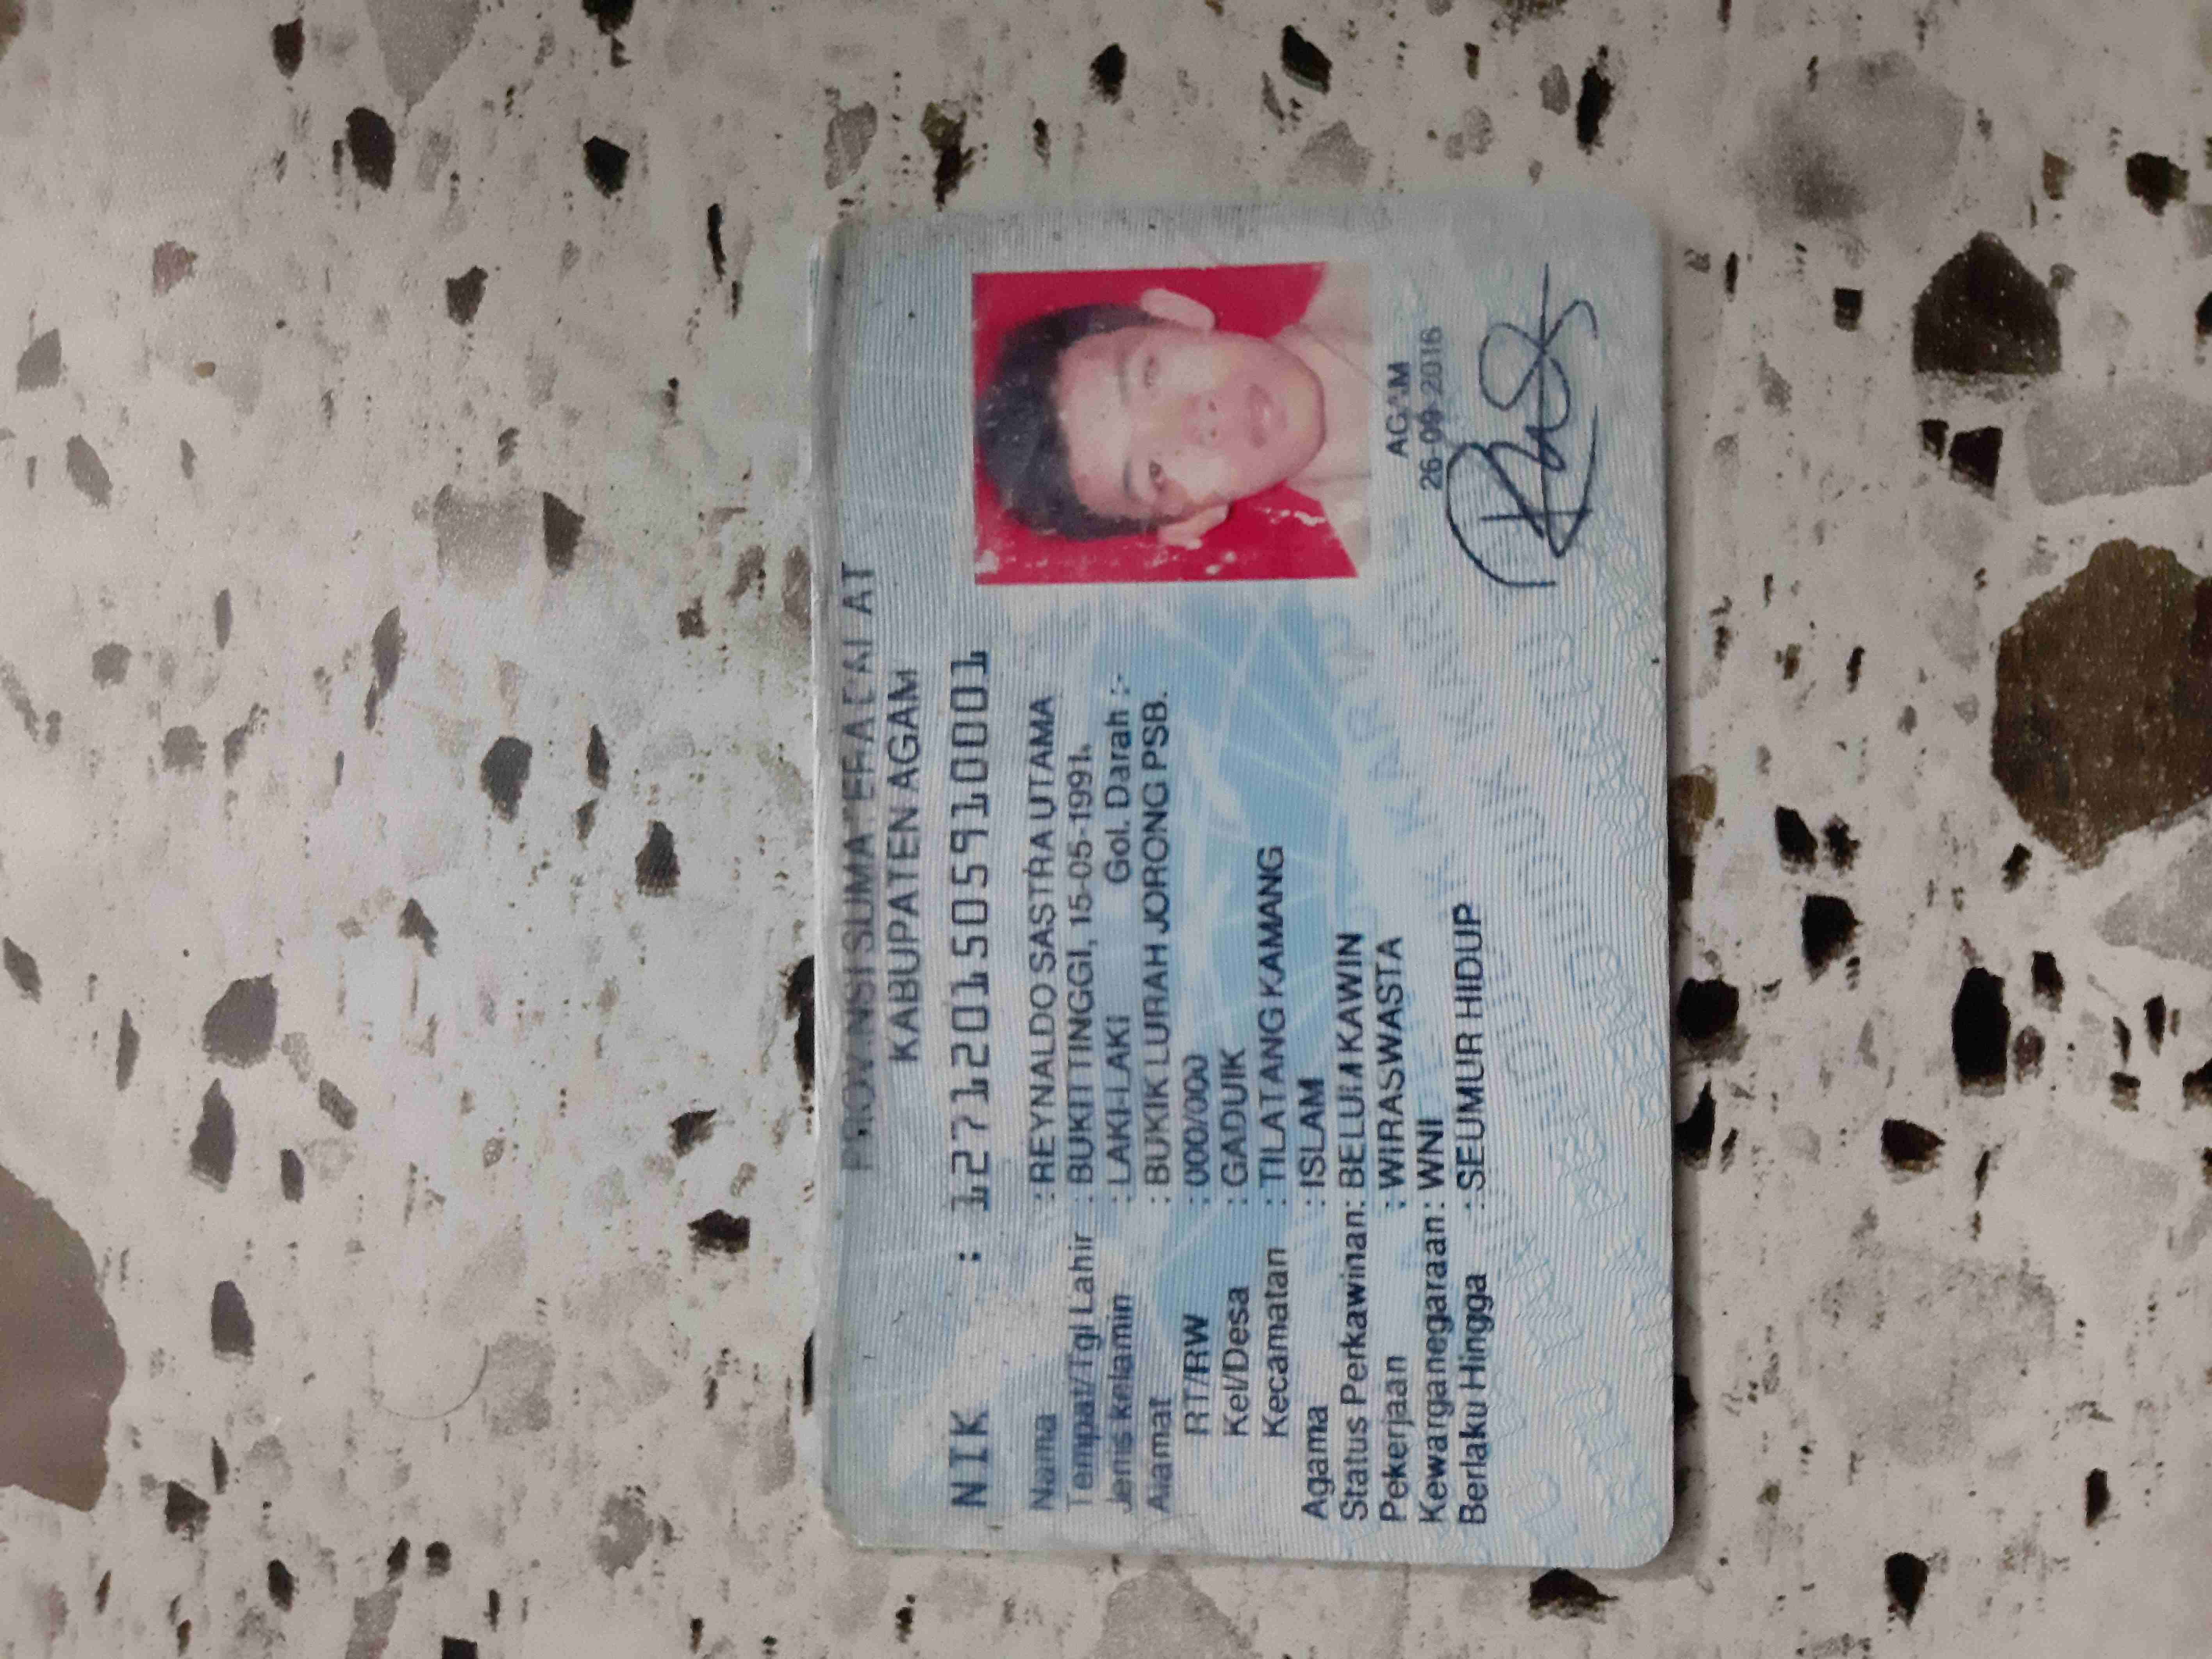 PROVINSI SUMATERA BARAT
KABUPATEN AGAM
NIK : 1271201505910001
Nama : REYNALDO SASTRA UTAMA
Tempat/Tgl Lahir : BUKITTINGGI, 15-05-1991
Jenis kelamin : LAKI-LAKI Gol. Darah :-
Alamat : BUKIK LURAH JORONG PSB.
RT/RW : 000/000
Kel/Desa : GADUIK
Kecamatan : TILATANG KAMANG
Agama : ISLAM
Status Perkawinan: BELUM KAWIN
Pekerjaan : WIRASWASTA
Kewarganegaraan: WNI
Berlaku Hingga : SEUMUR HIDUP
AGAM
26-09-2016